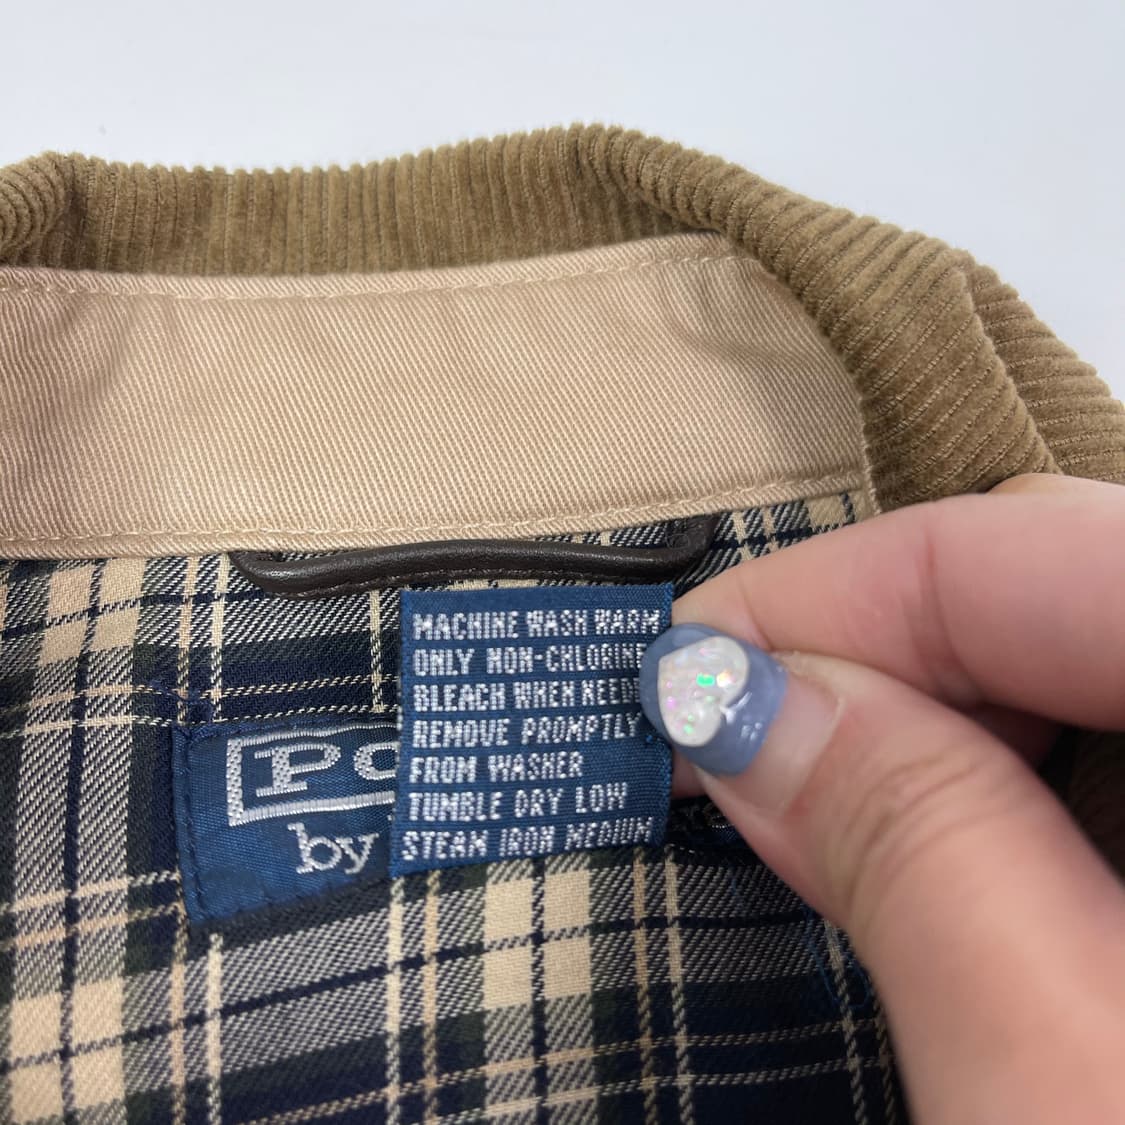 MACHINE WASH WARM
ONLY NON-CHLORINE
BLEACH WHEN NEED
REMOVE PROMPTLY
FROM WASHER
TUMBLE DRY LOW
STEAM IRON MEDIUM
by